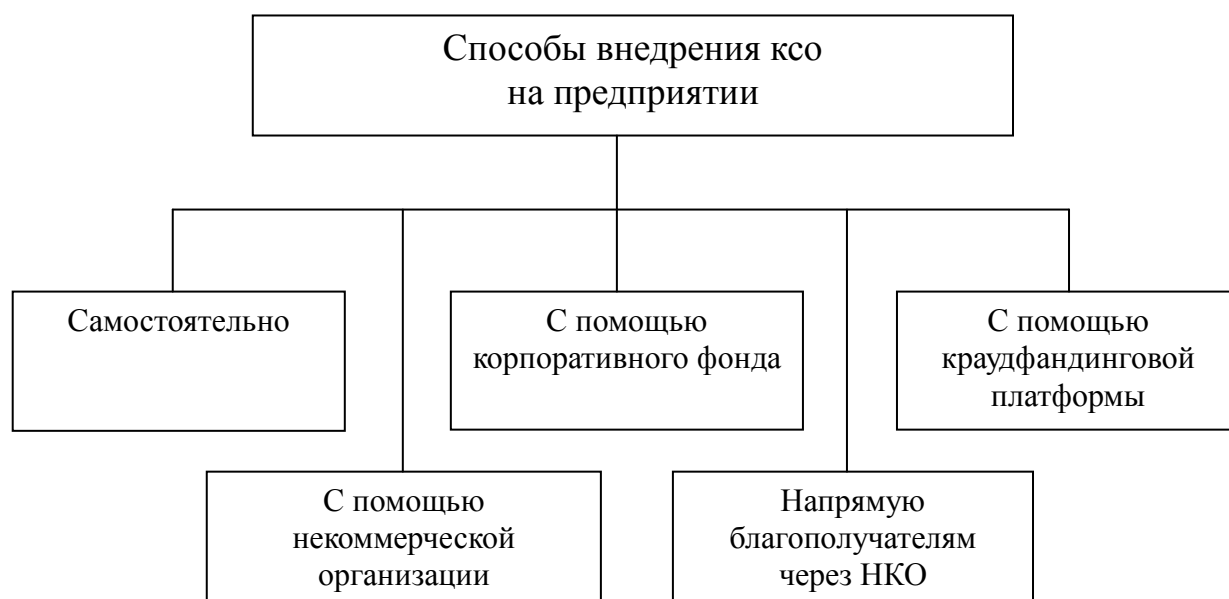 Способы внедрения ксо
на предприятии
Самостоятельно
С помощью
корпоративного фонда
С помощью
краудфандинговой
платформы
С помощью
некоммерческой
организации
Напрямую
благополучателям
через НКО